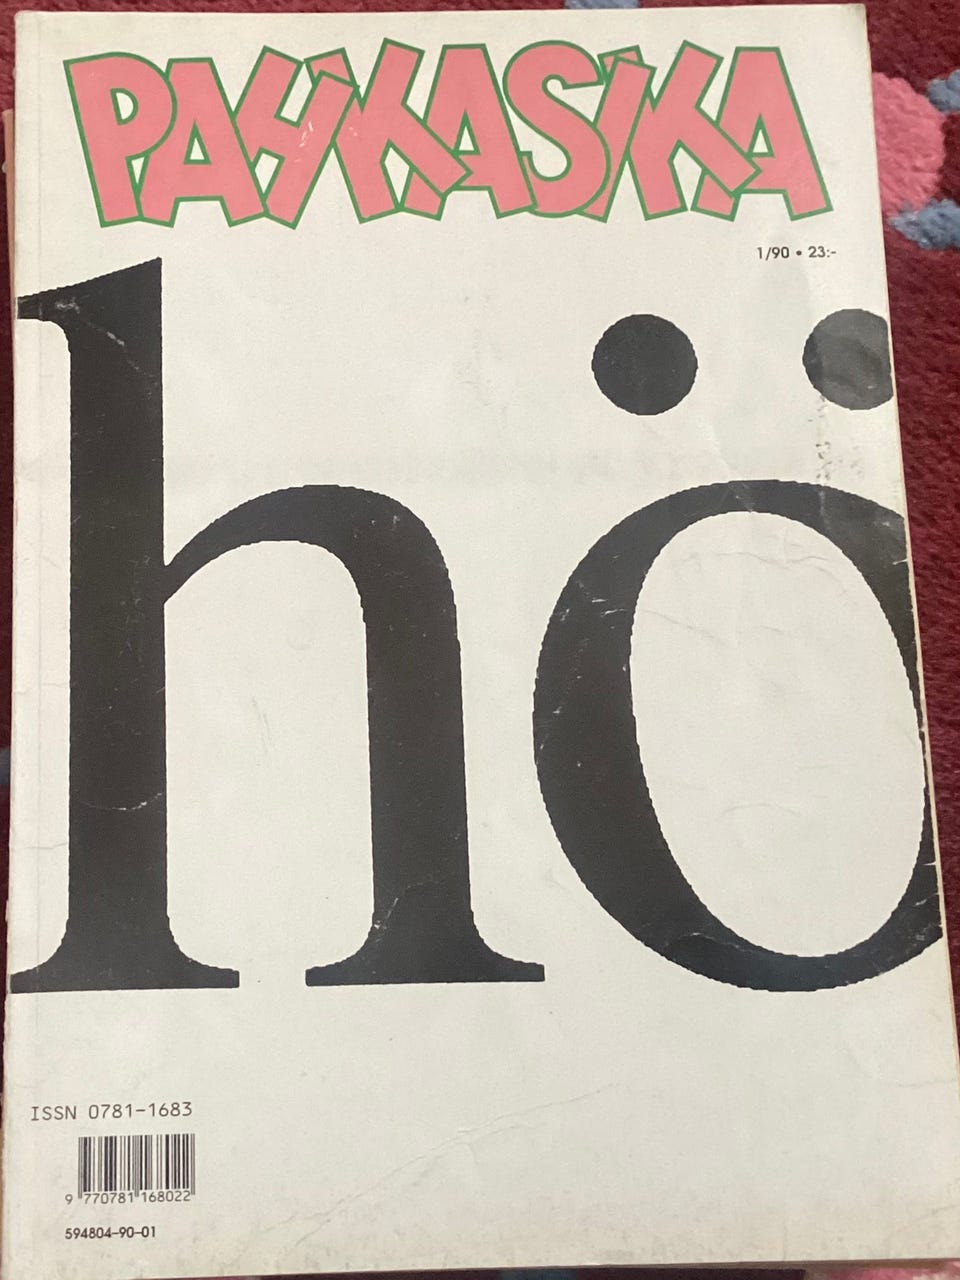 PAHKASIKA
1/90 • 23:-
hö
ISSN 0781-1683
9 770781 168022
594804-90-01